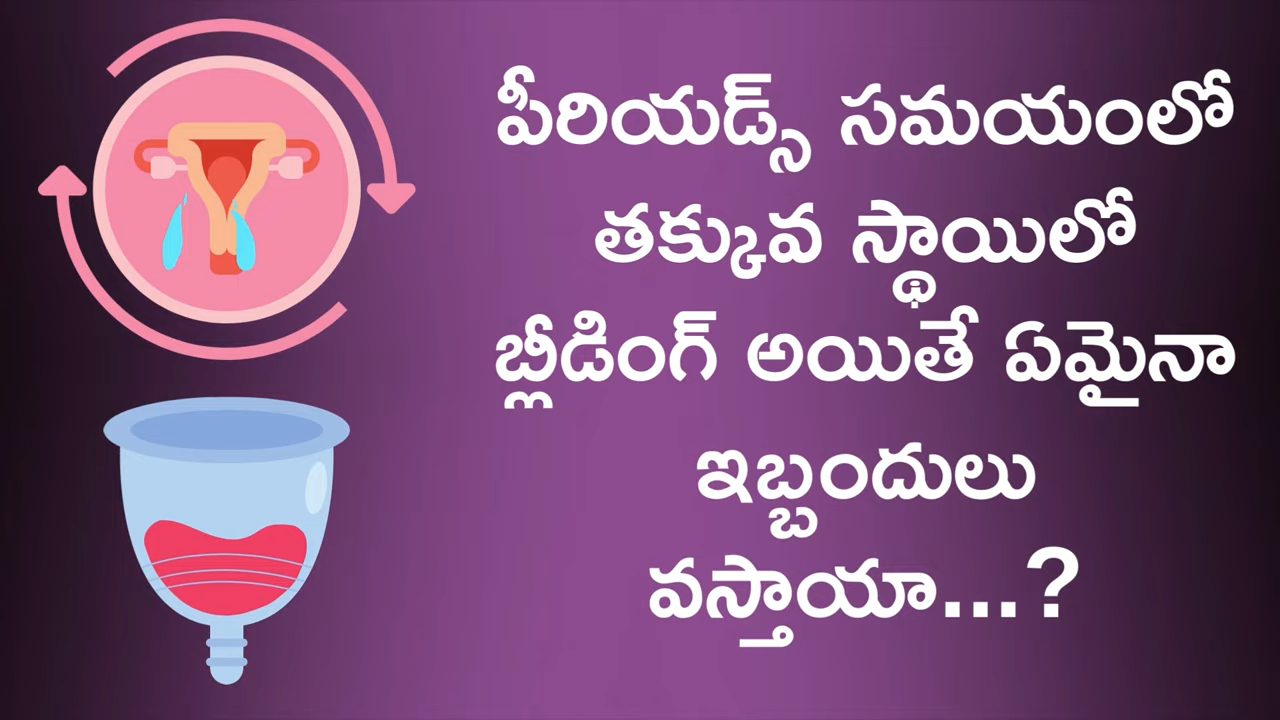 పీరియడ్స్ సమయంలో
తక్కువ స్థాయిలో
బ్లీడింగ్ అయితే ఏమైనా
ఇబ్బందులు
వస్తాయా...?